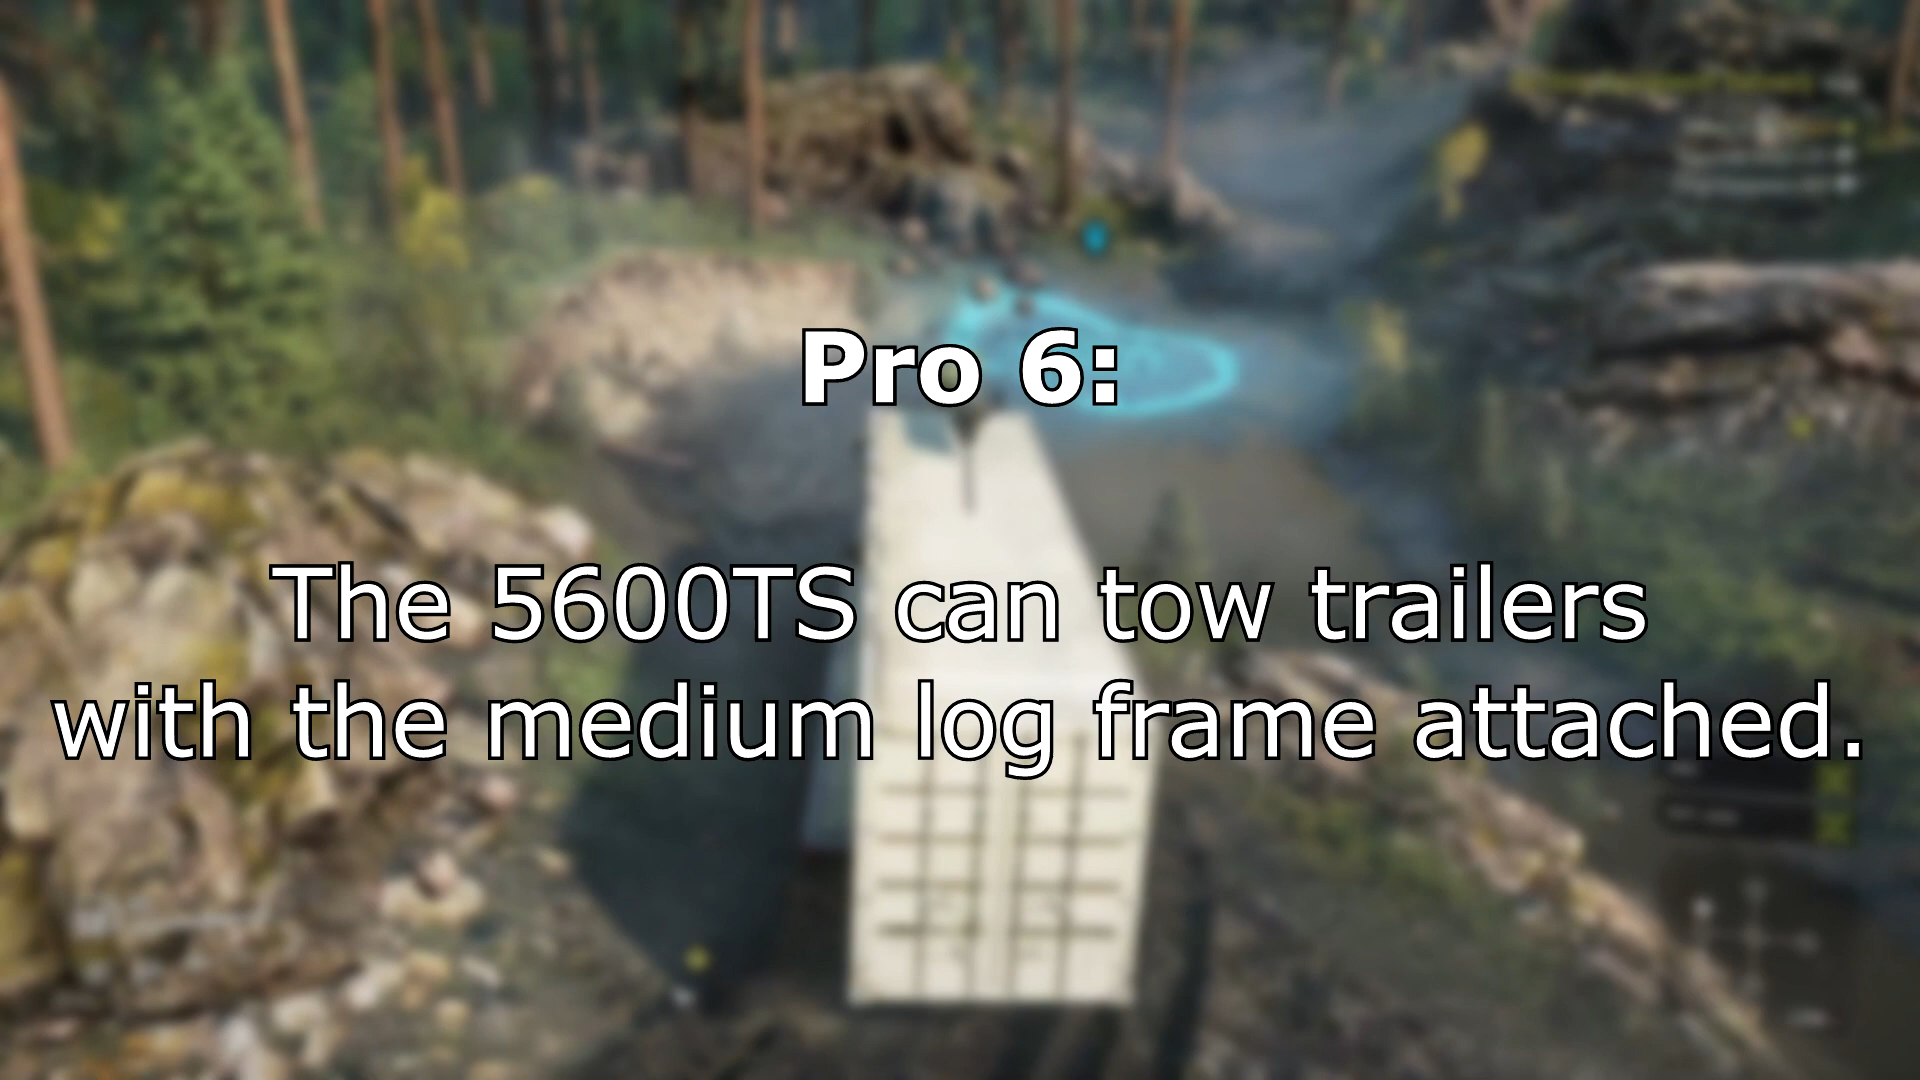 Pro 6:
The 5600TS can tow trailers
with the medium log frame attached.